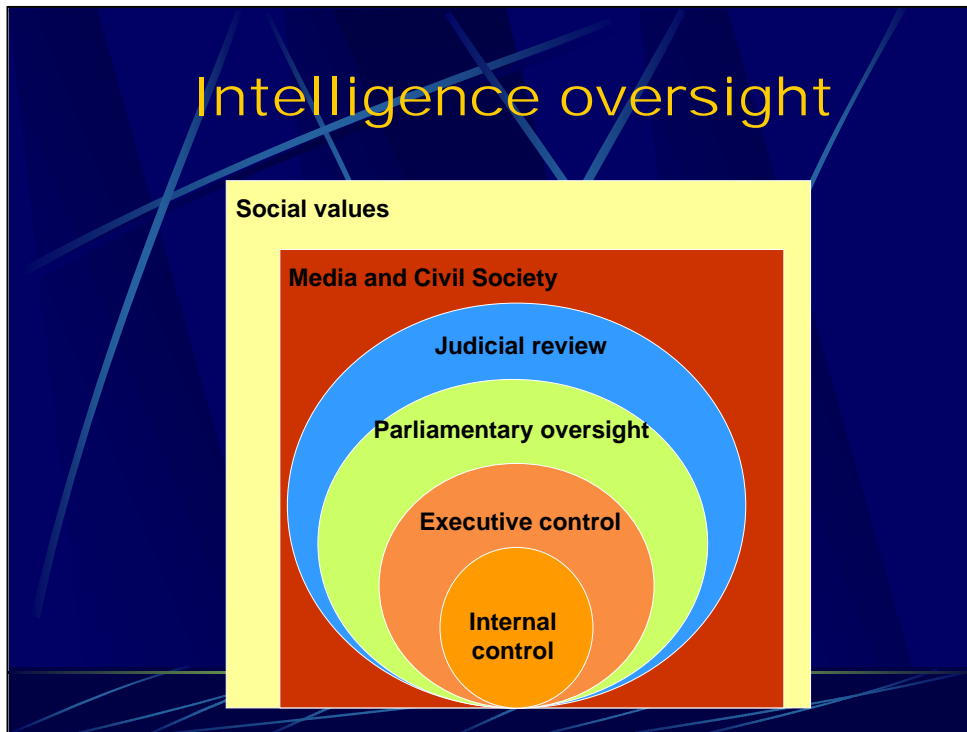 Intelligence oversight
Social values
Media and Civil Society
Judicial review
Parliamentary oversight
Executive control
Internal
control